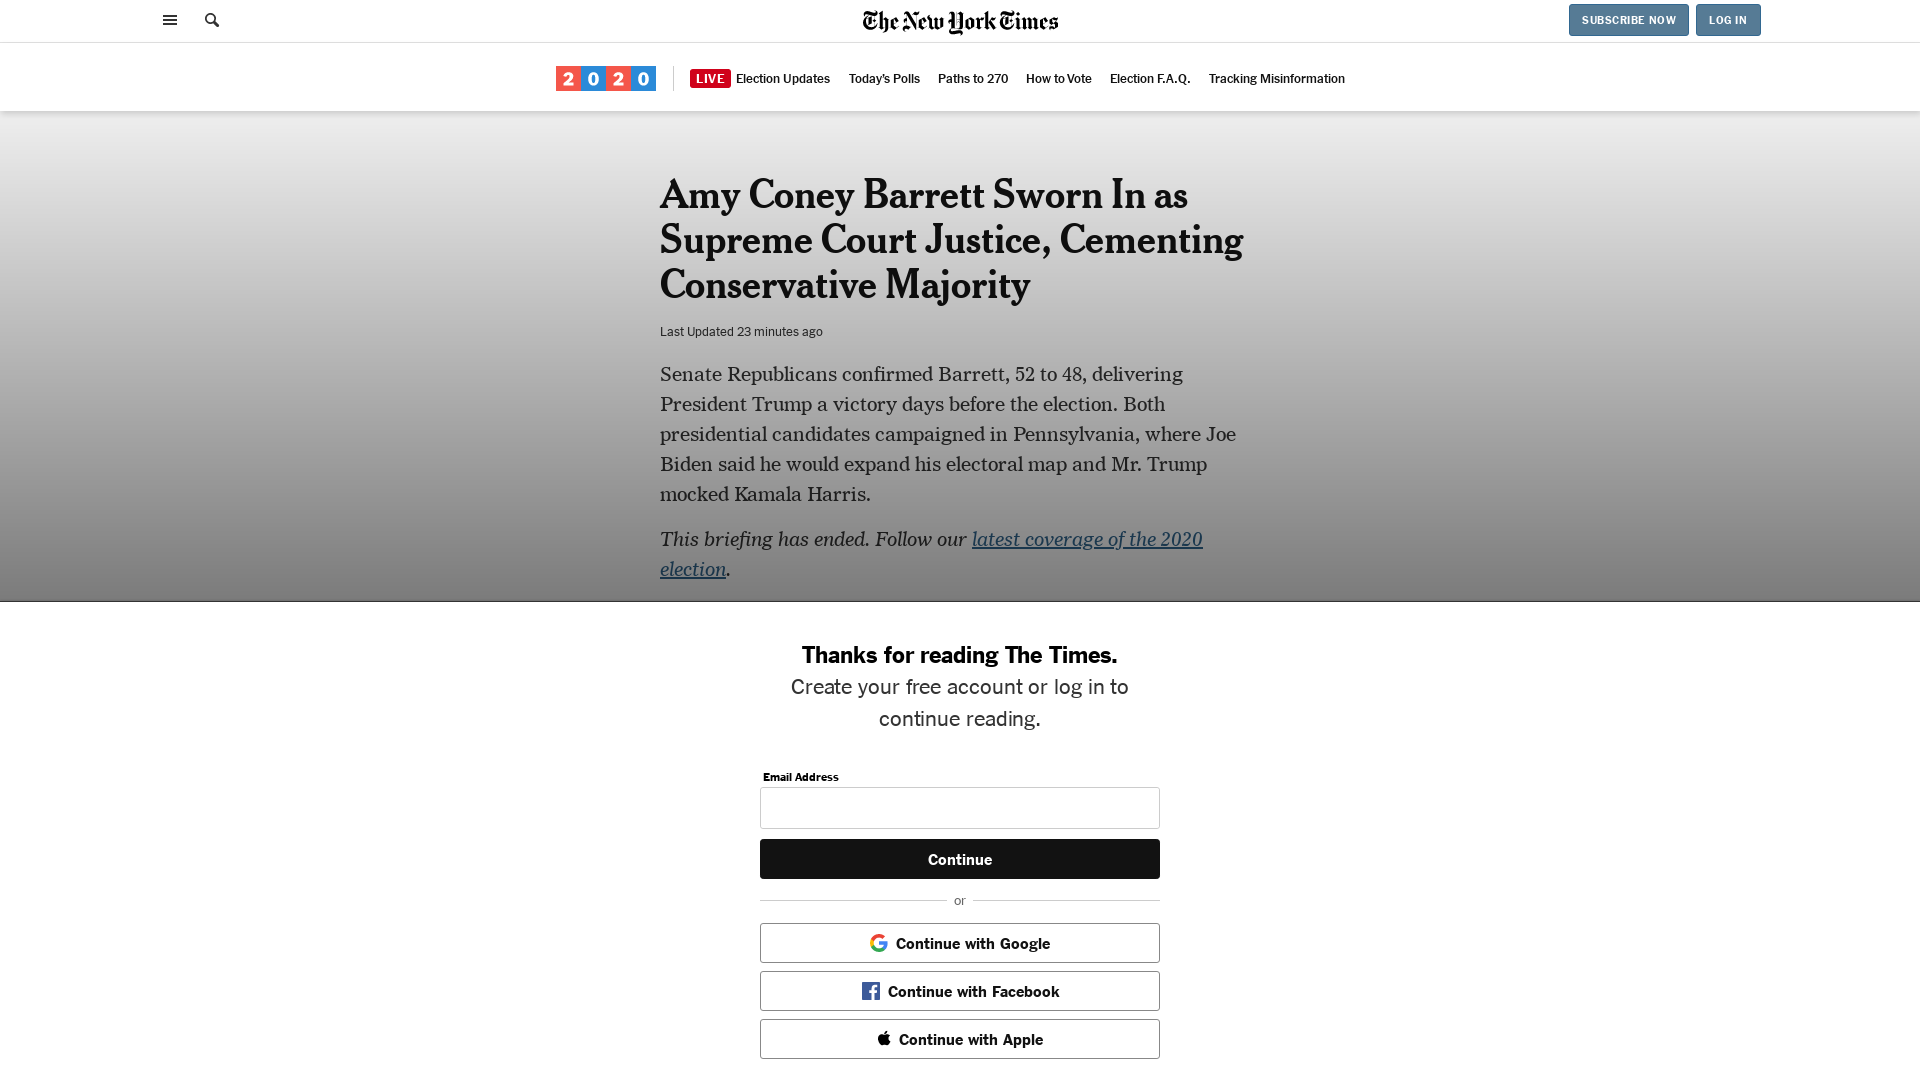 The New York Times
SUBSCRIBE NOW
LOG IN
2020
LIVE Election Updates
Today's Polls
Paths to 270
How to Vote
Election F.A.Q.
Tracking Misinformation
Amy Coney Barrett Sworn In as
Supreme Court Justice, Cementing
Conservative Majority
Last Updated 23 minutes ago
Senate Republicans confirmed Barrett, 52 to 48, delivering
President Trump a victory days before the election. Both
presidential candidates campaigned in Pennsylvania, where Joe
Biden said he would expand his electoral map and Mr. Trump
mocked Kamala Harris.
This briefing has ended. Follow our latest coverage of the 2020
election.
Thanks for reading The Times.
Create your free account or log in to
continue reading.
Email Address
Continue
or
Continue with Google
Continue with Facebook
Continue with Apple